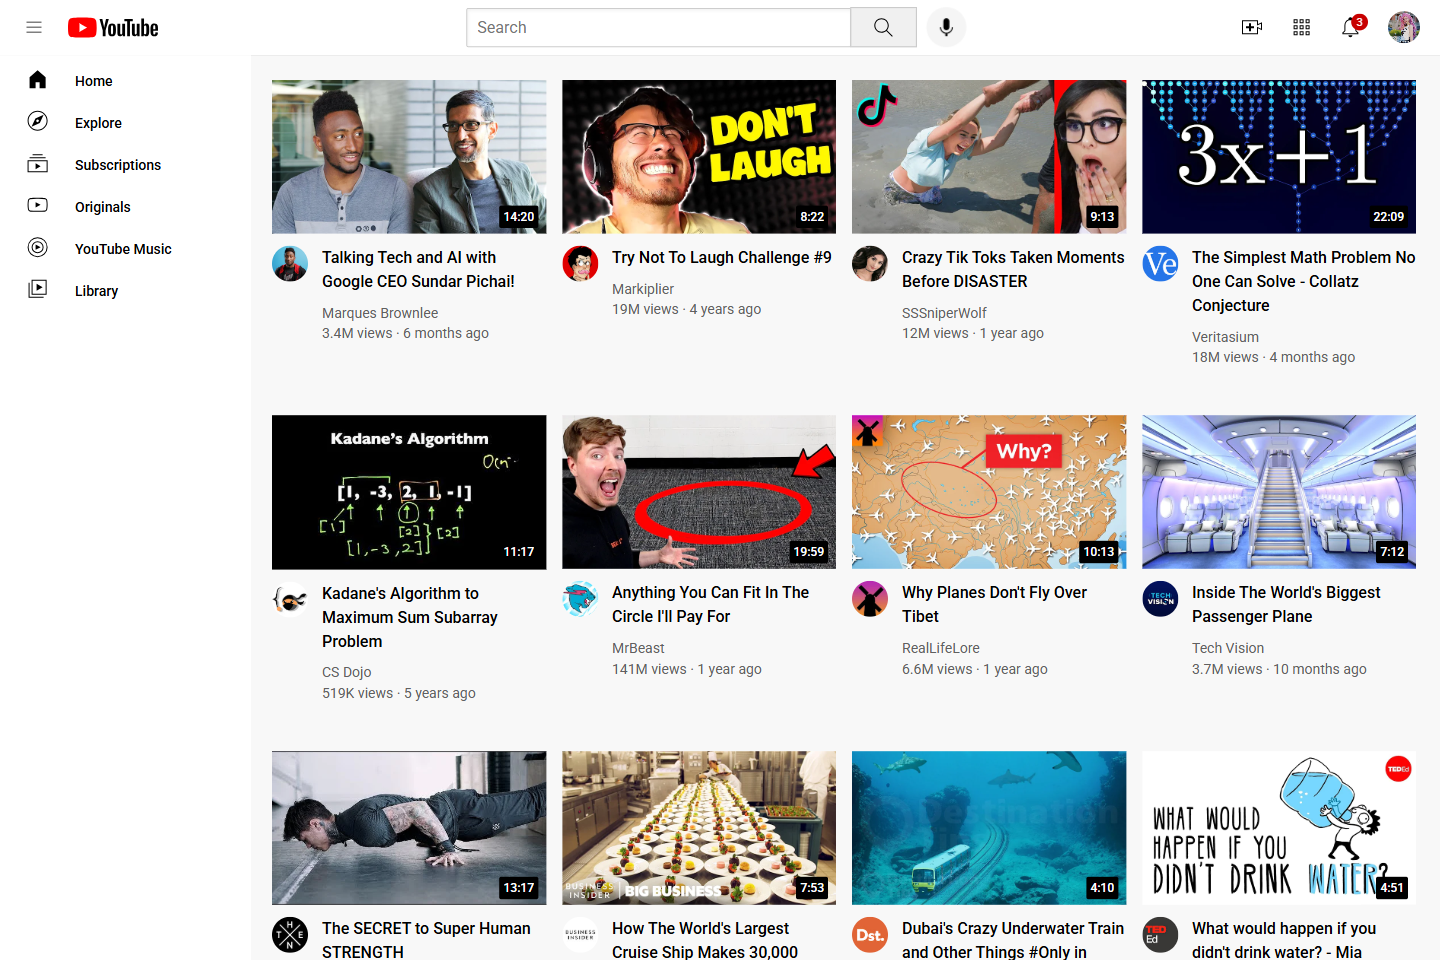 YouTube
Search
3
Home
Explore
Subscriptions
Originals
YouTube Music
Library
14:20
Talking Tech and AI with
Google CEO Sundar Pichai!
Marques Brownlee
3.4M views · 6 months ago
DON'T
LAUGH
8:22
Try Not To Laugh Challenge #9
Markiplier
19M views · 4 years ago
9:13
Crazy Tik Toks Taken Moments
Before DISASTER
SSSniperWolf
12M views · 1 year ago
3x+1
22:09
Ve
The Simplest Math Problem No
One Can Solve - Collatz
Conjecture
Veritasium
18M views · 4 months ago
Kadane's Algorithm
[1, -3, 2, 1, -1]
[1]
[2]
[2]
[1, -3, 2]
11:17
Kadane's Algorithm to
Maximum Sum Subarray
Problem
CS Dojo
519K views · 5 years ago
19:59
Anything You Can Fit In The
Circle I'll Pay For
MrBeast
141M views · 1 year ago
Why?
10:13
Why Planes Don't Fly Over
Tibet
RealLifeLore
6.6M views · 1 year ago
7:12
TECH
VISION
Inside The World's Biggest
Passenger Plane
Tech Vision
3.7M views · 10 months ago
13:17
THENX
The SECRET to Super Human
STRENGTH
BUSINESS
INSIDER
BIG BUSINESS
7:53
BUSINESS
INSIDER
How The World's Largest
Cruise Ship Makes 30,000
4:10
Dst.
Dubai's Crazy Underwater Train
and Other Things #Only in
TEDEd
WHAT WOULD
HAPPEN IF YOU
DIDN'T DRINK WATER?
4:51
TED
Ed
What would happen if you
didn't drink water? - Mia